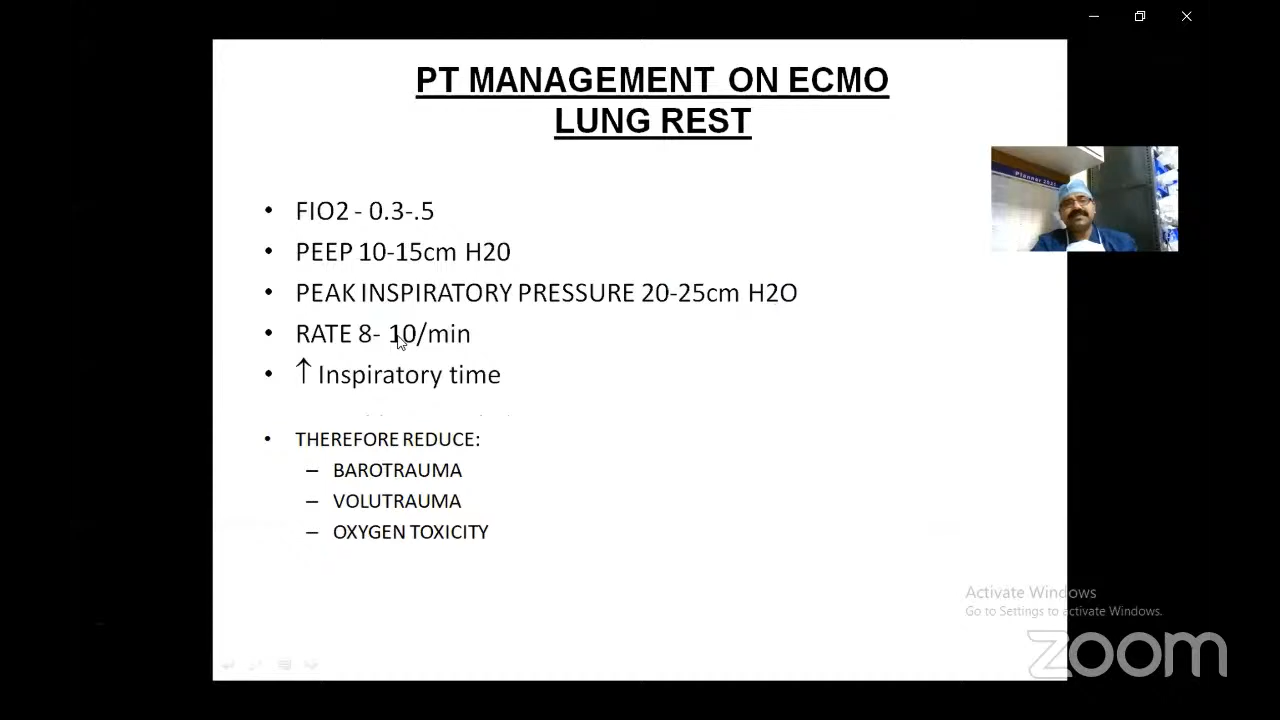 PT MANAGEMENT ON ECMO
LUNG REST
Planner 2021
• FIO2 - 0.3-.5
• PEEP 10-15cm H20
• PEAK INSPIRATORY PRESSURE 20-25cm H2O
• RATE 8- 10/min
• ↑ Inspiratory time
• THEREFORE REDUCE:
– BAROTRAUMA
– VOLUTRAUMA
– OXYGEN TOXICITY
Activate Windows
Go to Settings to activate Windows.
zoom